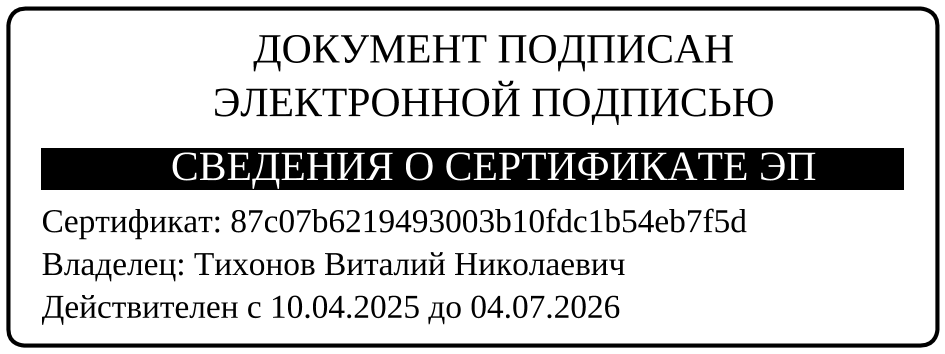 ДОКУМЕНТ ПОДПИСАН
ЭЛЕКТРОННОЙ ПОДПИСЬЮ
СВЕДЕНИЯ О СЕРТИФИКАТЕ ЭП
Сертификат: 87c07b6219493003b10fdc1b54eb7f5d
Владелец: Тихонов Виталий Николаевич
Действителен с 10.04.2025 до 04.07.2026